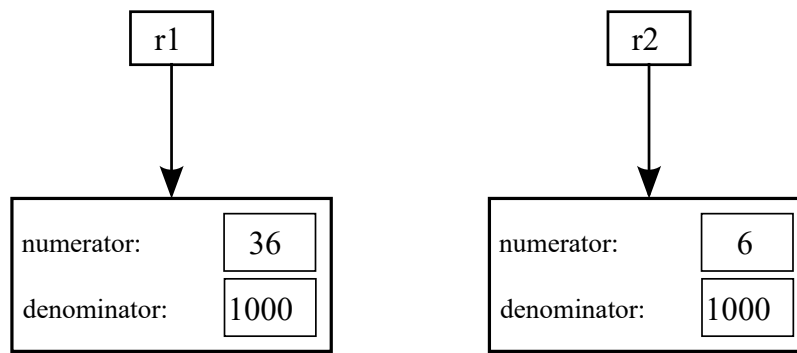 r1
r2
numerator: 36
denominator: 1000
numerator: 6
denominator: 1000